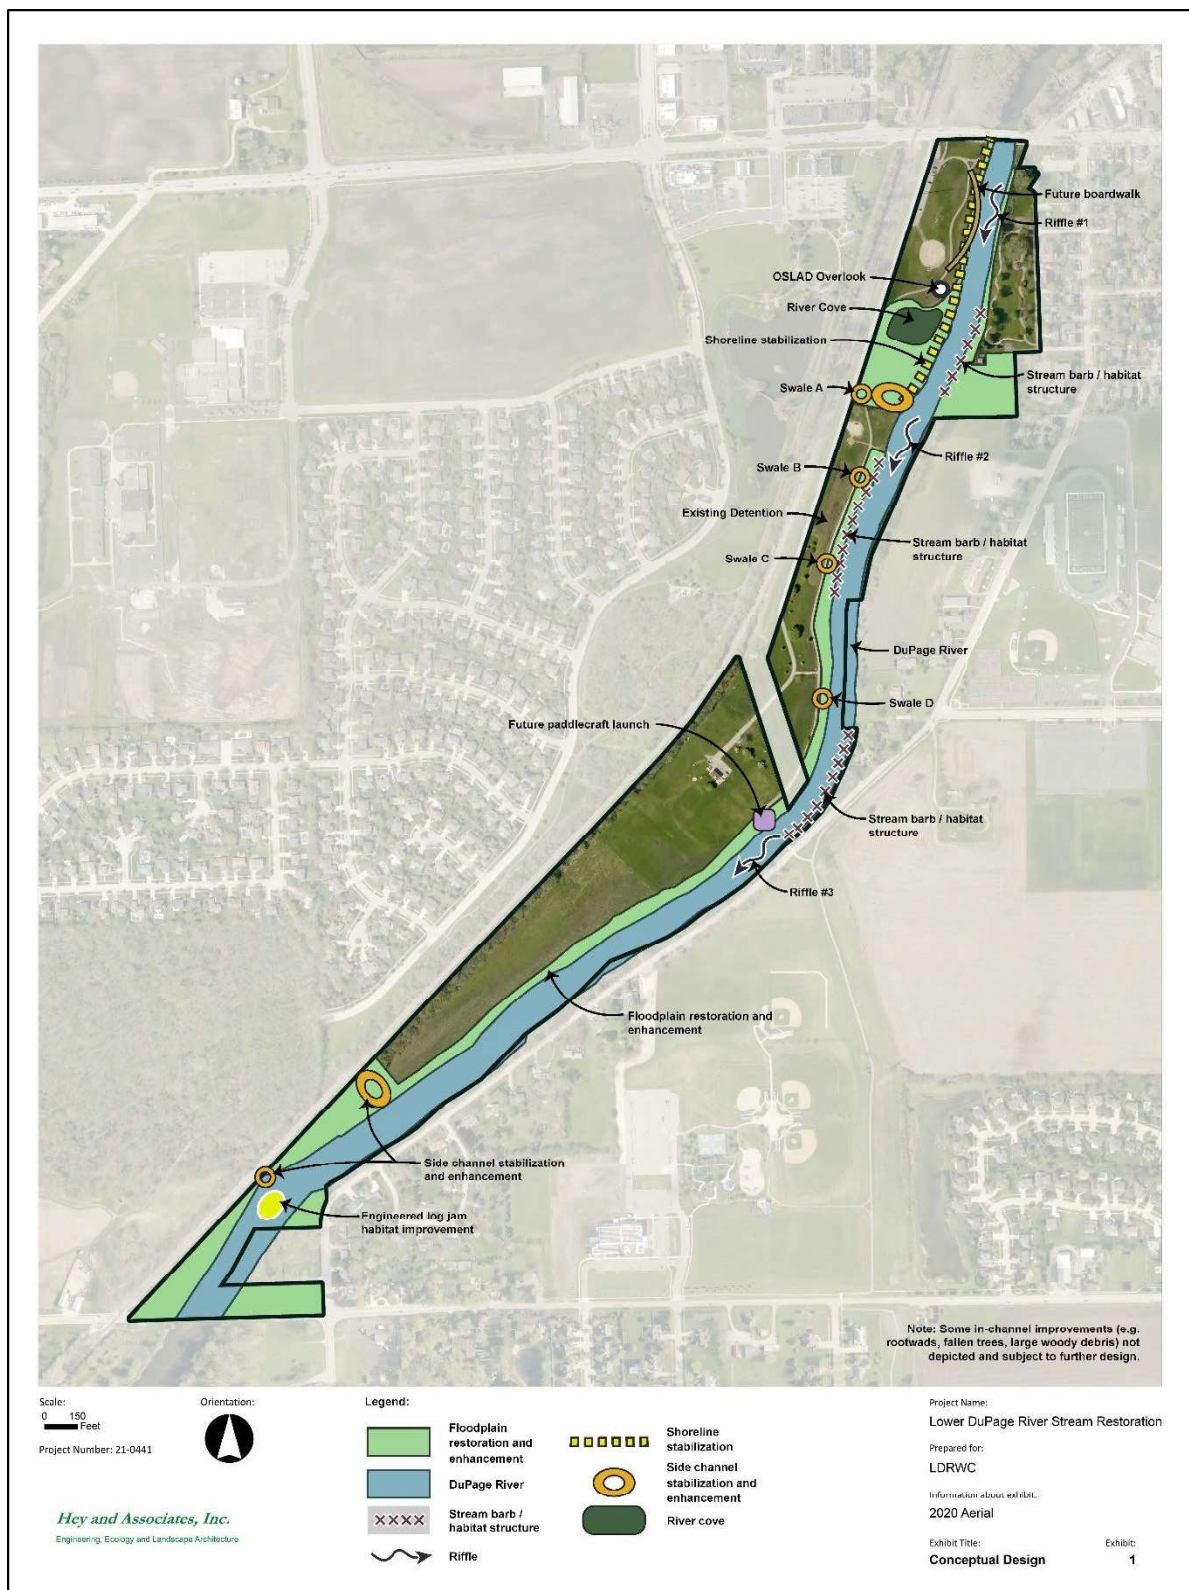 Future boardwalk
Riffle #1
OSLAD Overlook
River Cove
Shoreline stabilization
Stream barb / habitat
structure
Swale A
Riffle #2
Swale B
Existing Detention
Stream barb / habitat
structure
Swale C
DuPage River
Swale D
Future paddlecraft launch
Stream barb / habitat
structure
Riffle #3
Floodplain restoration and
enhancement
Side channel stabilization
and enhancement
Engineered log jam
habitat improvement
Note: Some in-channel improvements (e.g.
rootwads, fallen trees, large woody debris) not
depicted and subject to further design.
Scale:
0 150
Feet
Project Number: 21-0441
Orientation:
Hey and Associates, Inc.
Engineering, Ecology and Landscape Architecture
Legend:
Floodplain
restoration and
enhancement
DuPage River
Stream barb /
habitat structure
Riffle
Shoreline
stabilization
Side channel
stabilization and
enhancement
River cove
Project Name:
Lower DuPage River Stream Restoration
Prepared for:
LDRWC
Information about exhibit:
2020 Aerial
Exhibit Title:
Conceptual Design
Exhibit:
1